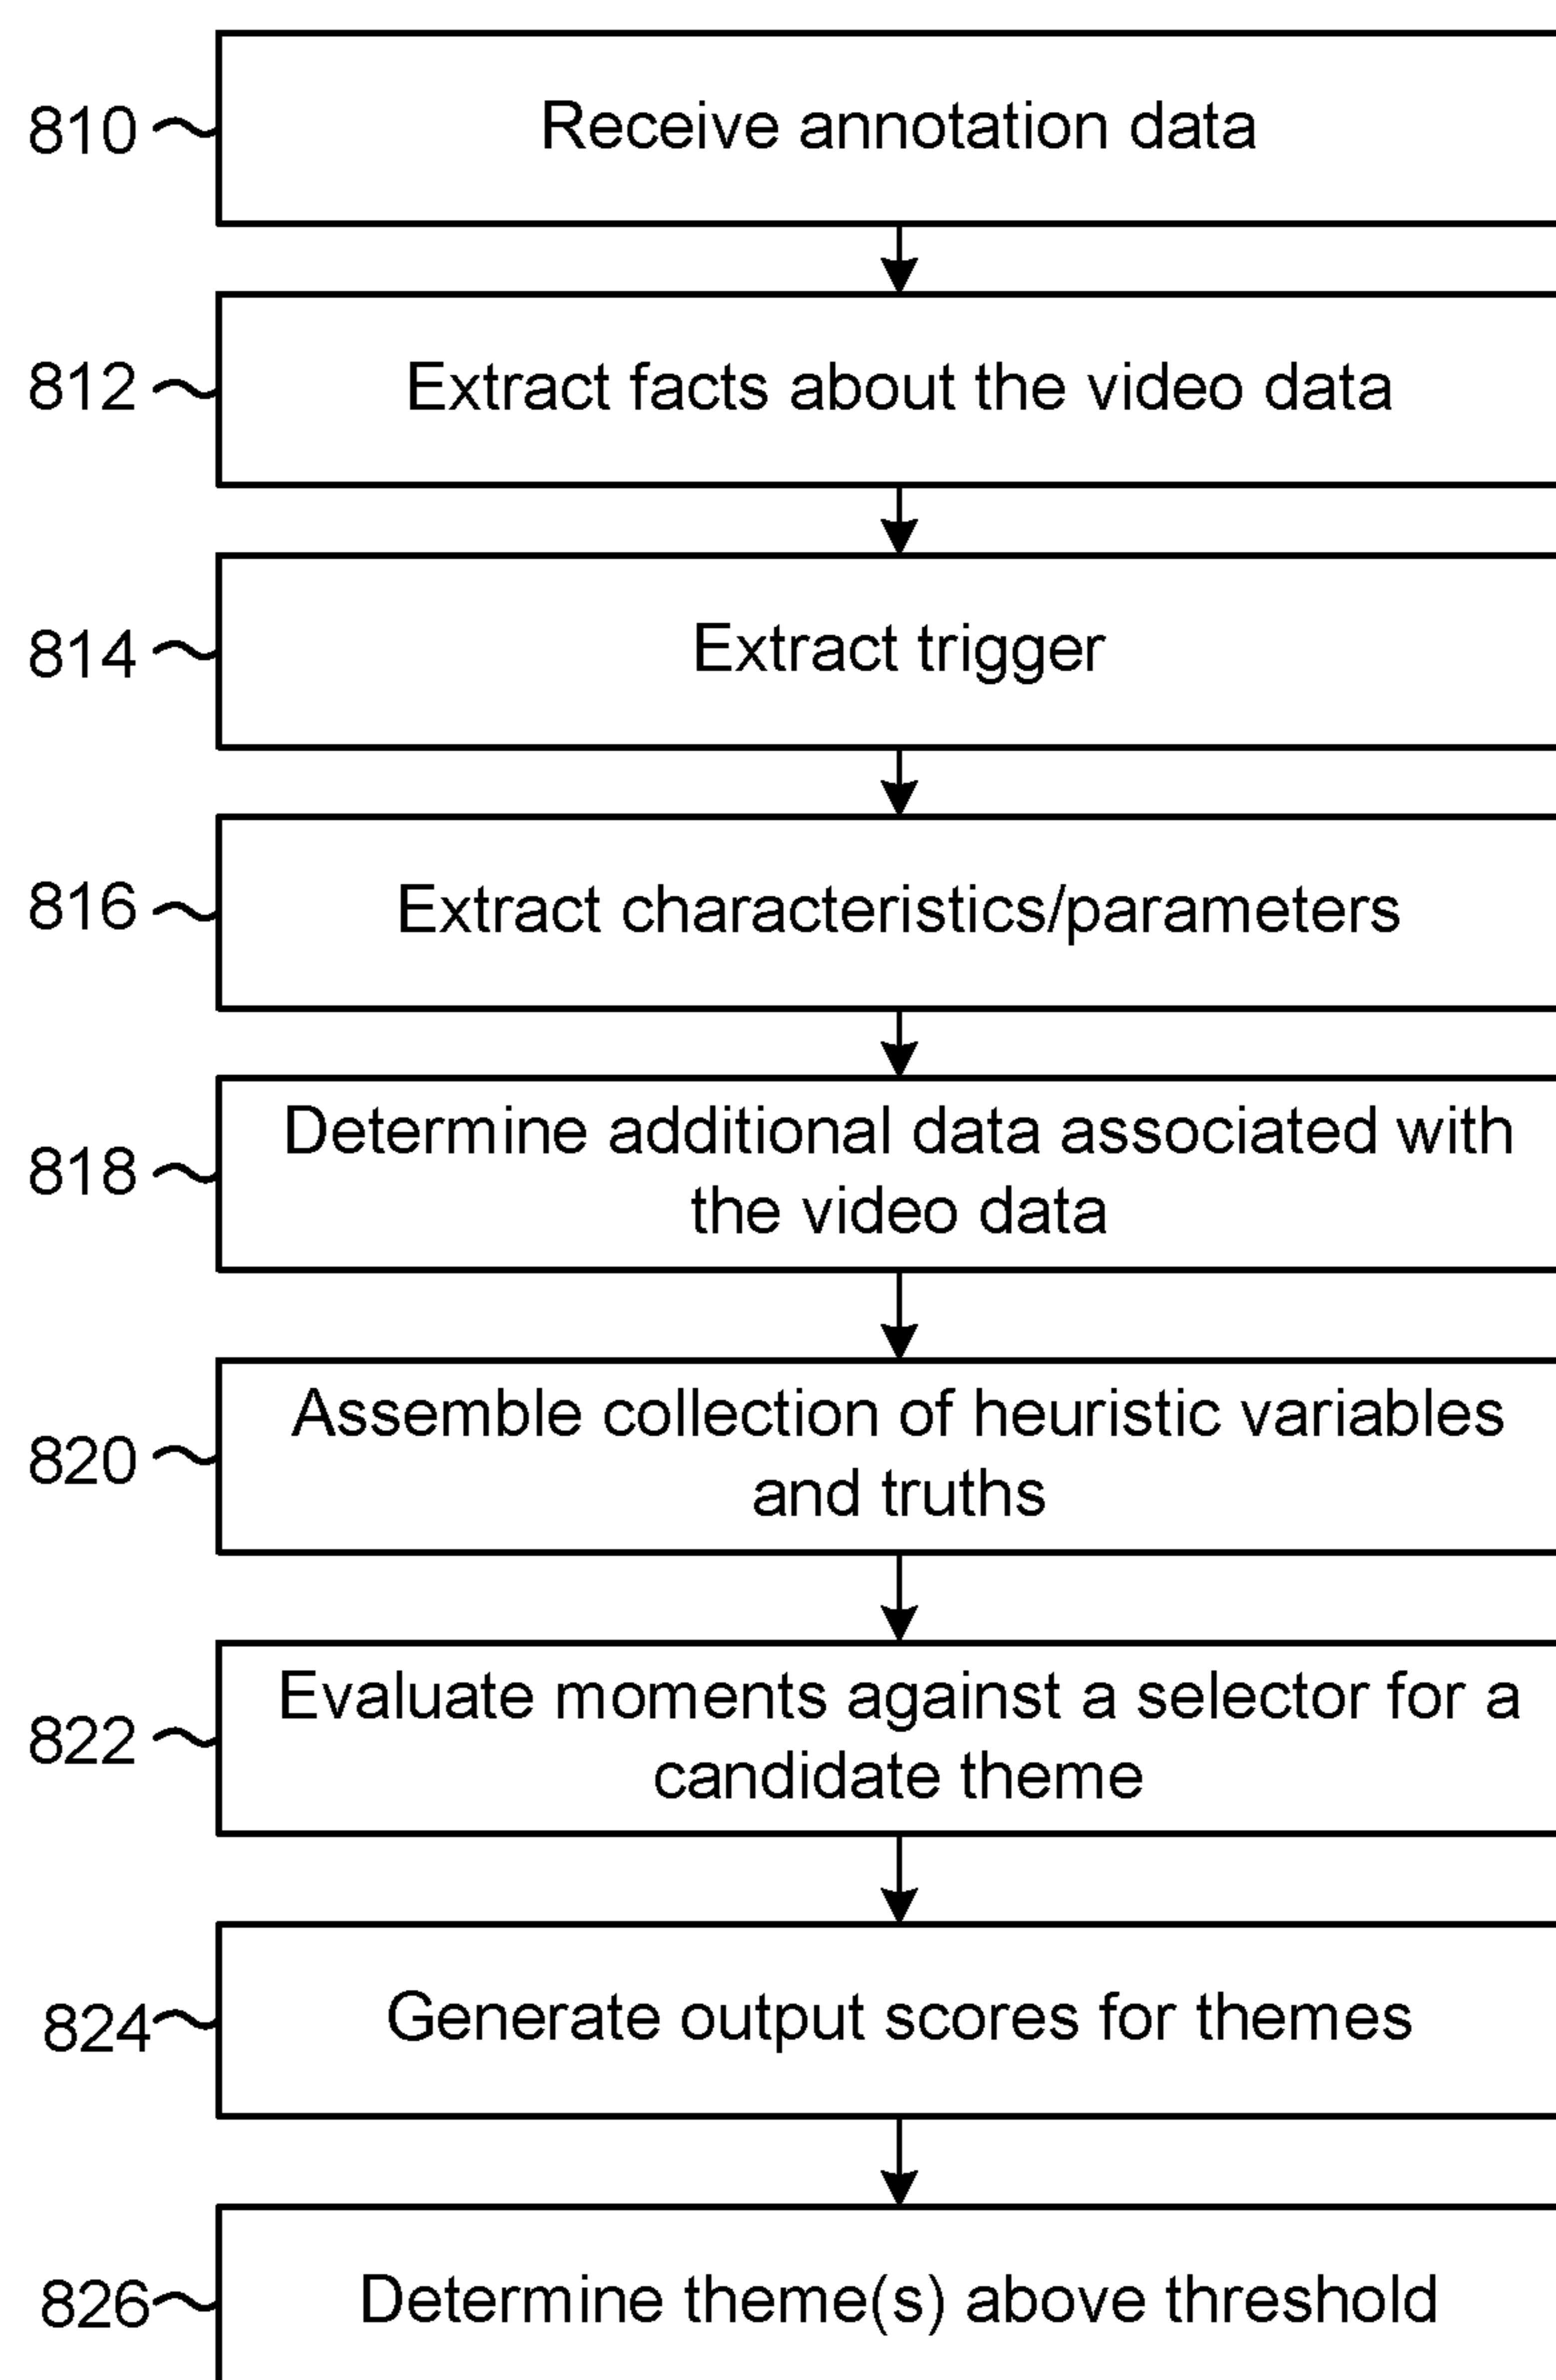 810
Receive annotation data
812
Extract facts about the video data
814
Extract trigger
816
Extract characteristics/parameters
818
Determine additional data associated with
the video data
820
Assemble collection of heuristic variables
and truths
822
Evaluate moments against a selector for a
candidate theme
824
Generate output scores for themes
826
Determine theme(s) above threshold